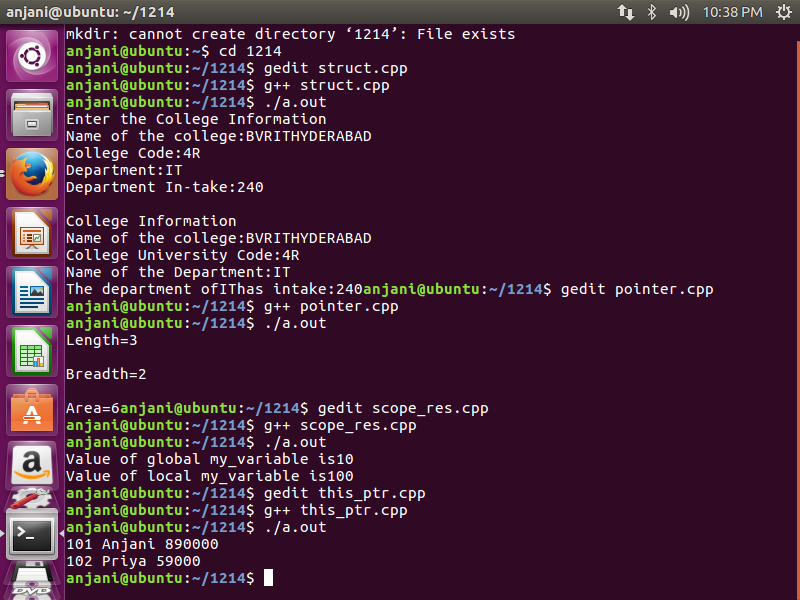 anjani@ubuntu: ~/1214
10:38 PM
mkdir: cannot create directory ‘1214’: File exists
anjani@ubuntu:~$ cd 1214
anjani@ubuntu:~/1214$ gedit struct.cpp
anjani@ubuntu:~/1214$ g++ struct.cpp
anjani@ubuntu:~/1214$ ./a.out
Enter the College Information
Name of the college:BVRITHYDERABAD
College Code:4R
Department:IT
Department In-take:240
College Information
Name of the college:BVRITHYDERABAD
College University Code:4R
Name of the Department:IT
The department ofIThas intake:240anjani@ubuntu:~/1214$ gedit pointer.cpp
anjani@ubuntu:~/1214$ g++ pointer.cpp
anjani@ubuntu:~/1214$ ./a.out
Length=3
Breadth=2
Area=6anjani@ubuntu:~/1214$ gedit scope_res.cpp
anjani@ubuntu:~/1214$ g++ scope_res.cpp
anjani@ubuntu:~/1214$ ./a.out
Value of global my_variable is10
Value of local my_variable is100
anjani@ubuntu:~/1214$ gedit this_ptr.cpp
anjani@ubuntu:~/1214$ g++ this_ptr.cpp
anjani@ubuntu:~/1214$ ./a.out
101 Anjani 890000
102 Priya 59000
anjani@ubuntu:~/1214$
DVD